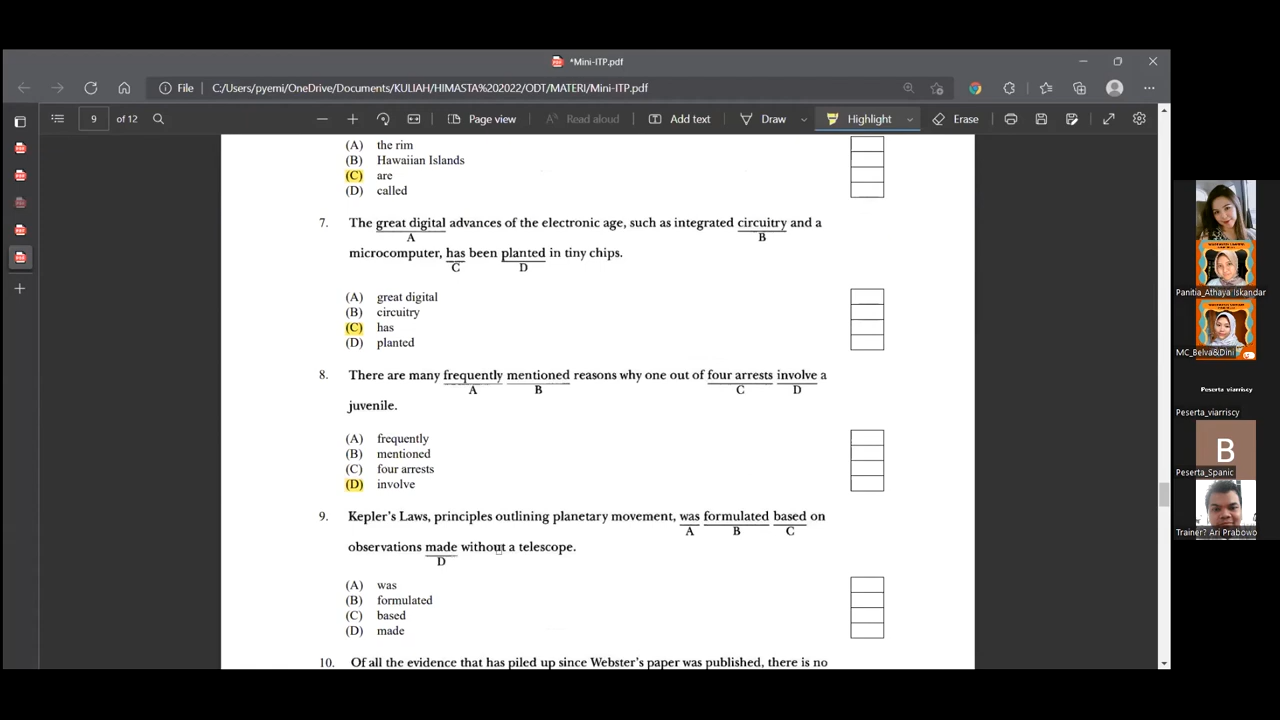 *Mini-ITP.pdf
File C:/Users/pyemi/OneDrive/Documents/KULIAH/HIMASTA%202022/ODT/MATERI/Mini-ITP.pdf
9 of 12 Page view Read aloud Add text Draw Highlight Erase
(A) the rim
(B) Hawaiian Islands
(C) are
(D) called
7. The great digital advances of the electronic age, such as integrated circuitry and a
A B
microcomputer, has been planted in tiny chips.
C D
(A) great digital
(B) circuitry
(C) has
(D) planted
8. There are many frequently mentioned reasons why one out of four arrests involve a
A B C D
juvenile.
(A) frequently
(B) mentioned
(C) four arrests
(D) involve
9. Kepler's Laws, principles outlining planetary movement, was formulated based on
A B C
observations made without a telescope.
D
(A) was
(B) formulated
(C) based
(D) made
10. Of all the evidence that has piled up since Webster's paper was published, there is no
Panitia_Athaya Iskandar
MC_Belva&Dini
Peserta viarriscy
Peserta_viarriscy
B
Peserta_Spanic
Trainer? Ari Prabowo